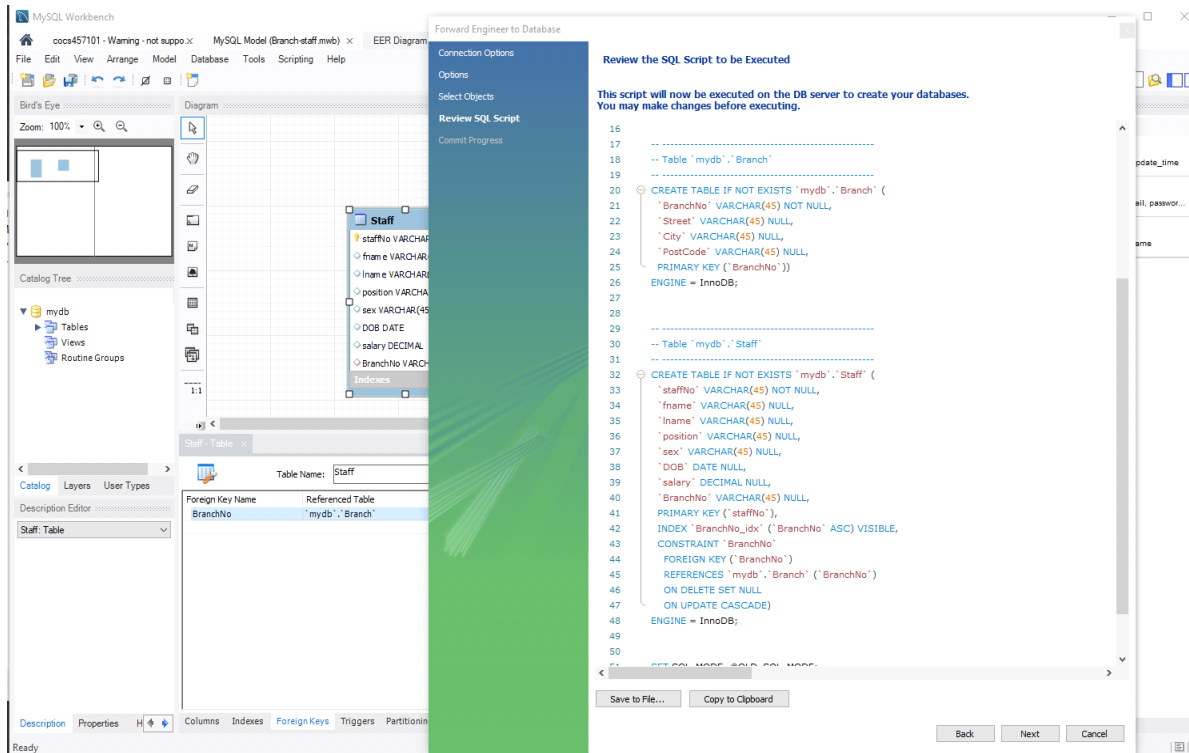 MySQL Workbench
cocs457101 - Warning - not suppo.x
MySQL Model (Branch-staff.mwb) ×
EER Diagram
File Edit View Arrange Model Database Tools Scripting Help
Bird's Eye
Zoom: 100%
Catalog Tree
mydb
Tables
Views
Routine Groups
Catalog Layers User Types
Description Editor
Staff: Table
Description Properties H
Ready
Diagram
1:1
Staff
staffNo VARCHAR
fname VARCHAR(
lname VARCHAR(
position VARCHA
sex VARCHAR(45
DOB DATE
salary DECIMAL
BranchNo VARCH
Indexes
Staff - Table ×
Table Name: Staff
Foreign Key Name Referenced Table
BranchNo `mydb`.`Branch`
Columns Indexes Foreign Keys Triggers Partitionin
Forward Engineer to Database
Connection Options
Options
Select Objects
Review SQL Script
Commit Progress
Review the SQL Script to be Executed
This script will now be executed on the DB server to create your databases.
You may make changes before executing.
16
17 -- -----------------------------------------------------
18 -- Table `mydb`.`Branch`
19 -- -----------------------------------------------------
20 CREATE TABLE IF NOT EXISTS `mydb`.`Branch` (
21 `BranchNo` VARCHAR(45) NOT NULL,
22 `Street` VARCHAR(45) NULL,
23 `City` VARCHAR(45) NULL,
24 `PostCode` VARCHAR(45) NULL,
25 PRIMARY KEY (`BranchNo`))
26 ENGINE = InnoDB;
27
28
29 -- -----------------------------------------------------
30 -- Table `mydb`.`Staff`
31 -- -----------------------------------------------------
32 CREATE TABLE IF NOT EXISTS `mydb`.`Staff` (
33 `staffNo` VARCHAR(45) NOT NULL,
34 `fname` VARCHAR(45) NULL,
35 `lname` VARCHAR(45) NULL,
36 `position` VARCHAR(45) NULL,
37 `sex` VARCHAR(45) NULL,
38 `DOB` DATE NULL,
39 `salary` DECIMAL NULL,
40 `BranchNo` VARCHAR(45) NULL,
41 PRIMARY KEY (`staffNo`),
42 INDEX `BranchNo_idx` (`BranchNo` ASC) VISIBLE,
43 CONSTRAINT `BranchNo`
44 FOREIGN KEY (`BranchNo`)
45 REFERENCES `mydb`.`Branch` (`BranchNo`)
46 ON DELETE SET NULL
47 ON UPDATE CASCADE)
48 ENGINE = InnoDB;
49
50
51 SET SQL_MODE=@OLD_SQL_MODE;
Save to File... Copy to Clipboard
Back Next Cancel
pdate_time
ail, passwor...
ame